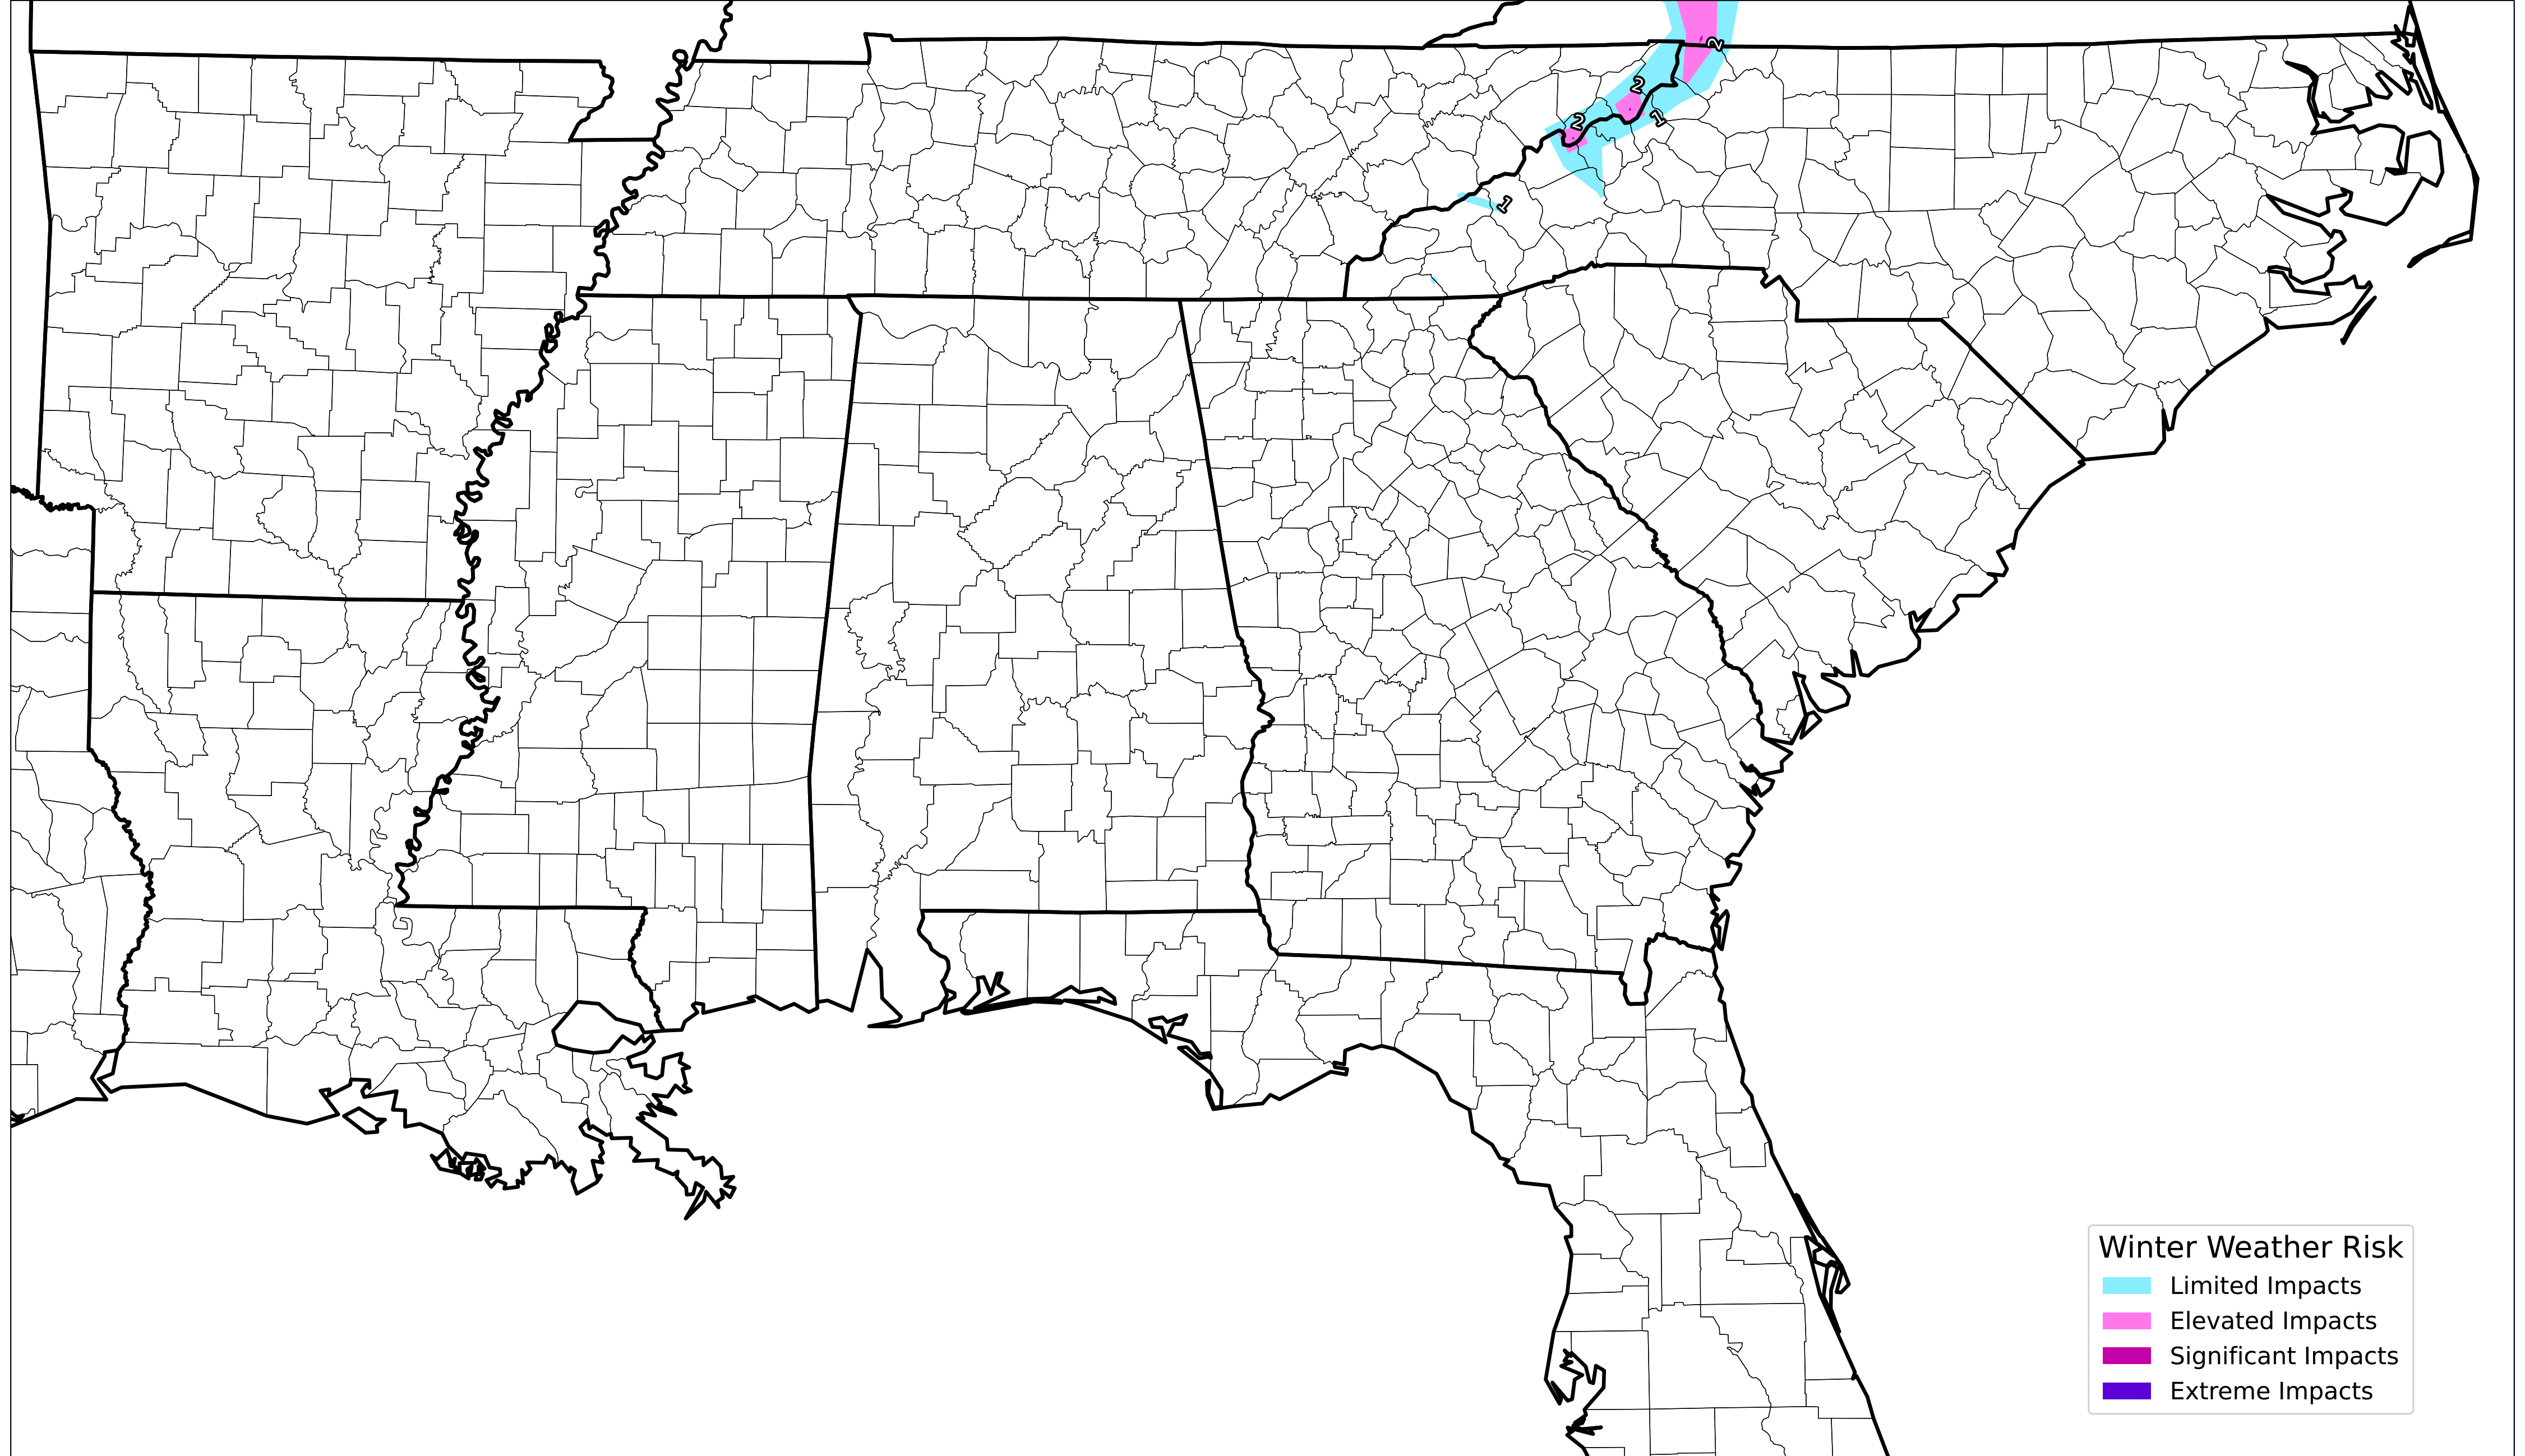 2
2
1
2
1
Winter Weather Risk
Limited Impacts
Elevated Impacts
Significant Impacts
Extreme Impacts